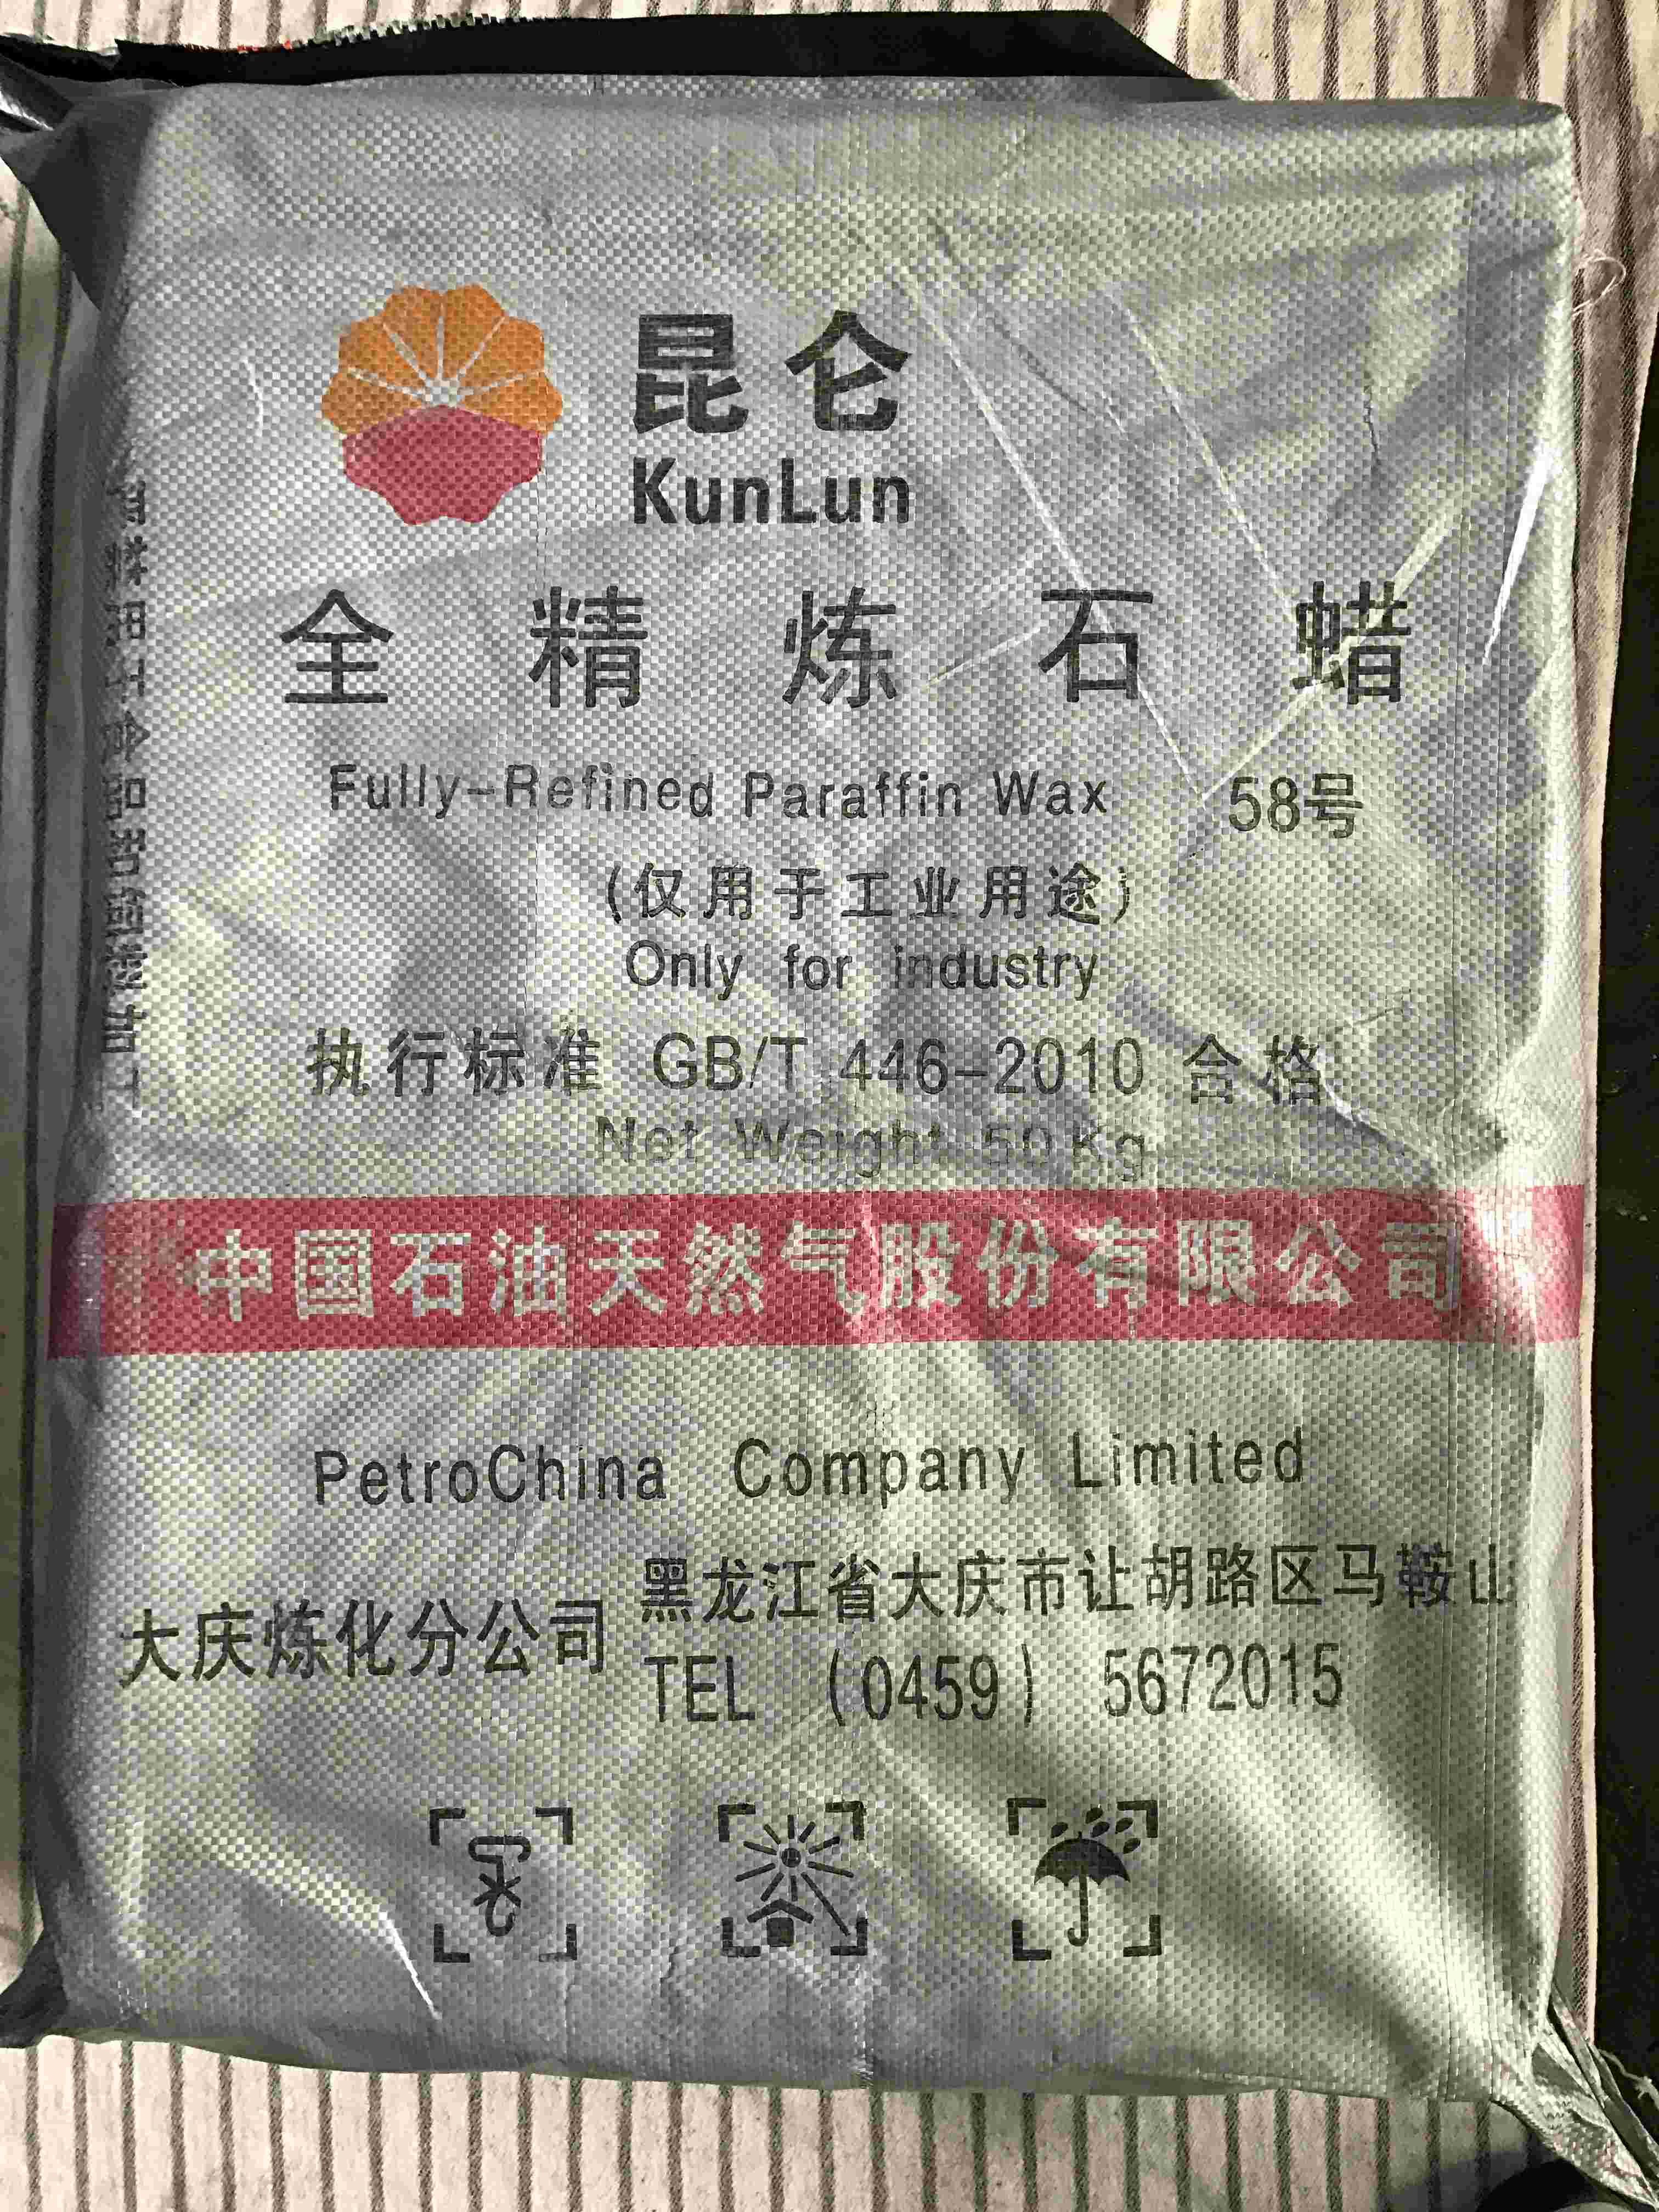 昆仑
KunLun
全精炼石蜡
Fully-Refined Paraffin Wax 58号
(仅用于工业用途)
Only for industry
执行标准 GB/T 446-2010 合格
Net Weight 50Kg
中国石油天然气股份有限公司
PetroChina Company Limited
大庆炼化分公司
黑龙江省大庆市让胡路区马鞍山
TEL (0459) 5672015